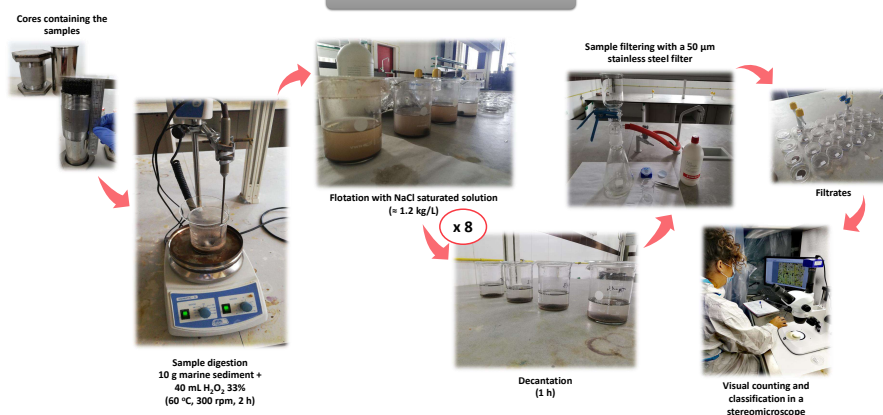 Cores containing the
samples
Sample digestion
10 g marine sediment +
40 mL H₂O₂ 33%
(60 °C, 300 rpm, 2 h)
Flotation with NaCl saturated solution
(≈ 1.2 kg/L)
x 8
Decantation
(1 h)
Sample filtering with a 50 µm
stainless steel filter
Filtrates
Visual counting and
classification in a
stereomicroscope